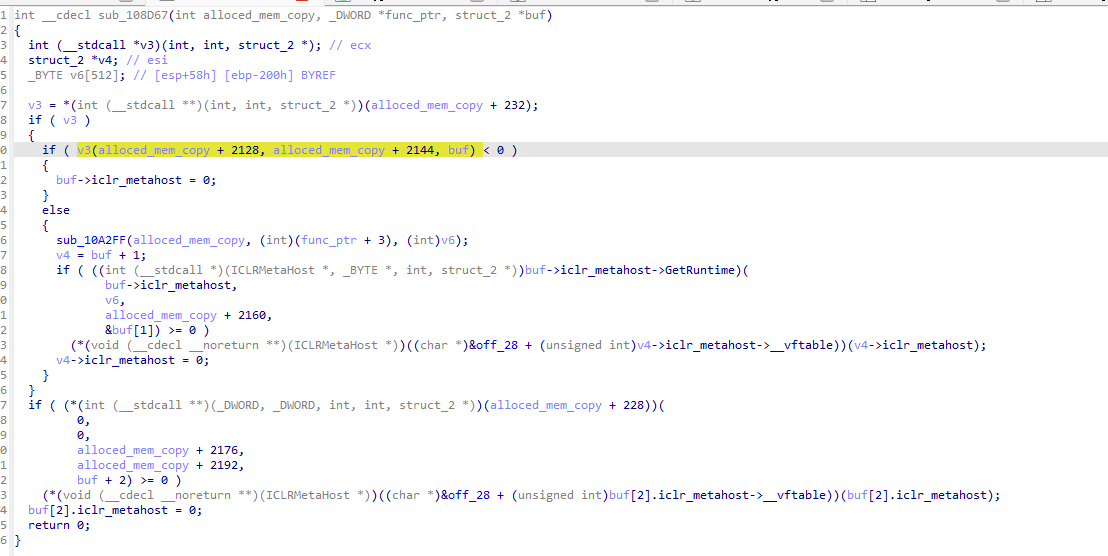 1 int __cdecl sub_108D67(int alloced_mem_copy, _DWORD *func_ptr, struct_2 *buf)
2 {
3 int (__stdcall *v3)(int, int, struct_2 *); // ecx
4 struct_2 *v4; // esi
5 _BYTE v6[512]; // [esp+58h] [ebp-200h] BYREF
6
7 v3 = *(int (__stdcall **)(int, int, struct_2 *))(alloced_mem_copy + 232);
8 if ( v3 )
9 {
0 if ( v3(alloced_mem_copy + 2128, alloced_mem_copy + 2144, buf) < 0 )
1 {
2 buf->iclr_metahost = 0;
3 }
4 else
5 {
6 sub_10A2FF(alloced_mem_copy, (int)(func_ptr + 3), (int)v6);
7 v4 = buf + 1;
8 if ( ((int (__stdcall *)(ICLRMetaHost *, _BYTE *, int, struct_2 *))buf->iclr_metahost->GetRuntime)(
9 buf->iclr_metahost,
0 v6,
1 alloced_mem_copy + 2160,
2 &buf[1]) >= 0 )
3 (*(void (__cdecl __noreturn **)(ICLRMetaHost *))((char *)&off_28 + (unsigned int)v4->iclr_metahost->__vftable))(v4->iclr_metahost);
4 v4->iclr_metahost = 0;
5 }
6 }
7 if ( (*(int (__stdcall **)(_DWORD, _DWORD, int, int, struct_2 *))(alloced_mem_copy + 228))(
8 0,
9 0,
0 alloced_mem_copy + 2176,
1 alloced_mem_copy + 2192,
2 buf + 2) >= 0 )
3 (*(void (__cdecl __noreturn **)(ICLRMetaHost *))((char *)&off_28 + (unsigned int)buf[2].iclr_metahost->__vftable))(buf[2].iclr_metahost);
4 buf[2].iclr_metahost = 0;
5 return 0;
6 }